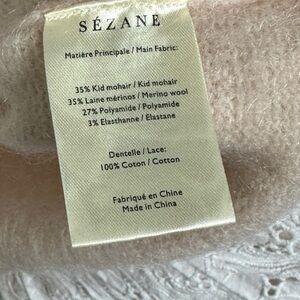 SÉZANE
Matière Principale / Main Fabric:
35% Kid mohair / Kid mohair
35% Laine mérinos / Merino wool
27% Polyamide / Polyamide
3% Elasthanne / Elastane
Dentelle / Lace:
100% Coton / Cotton
Fabriqué en Chine
Made in China